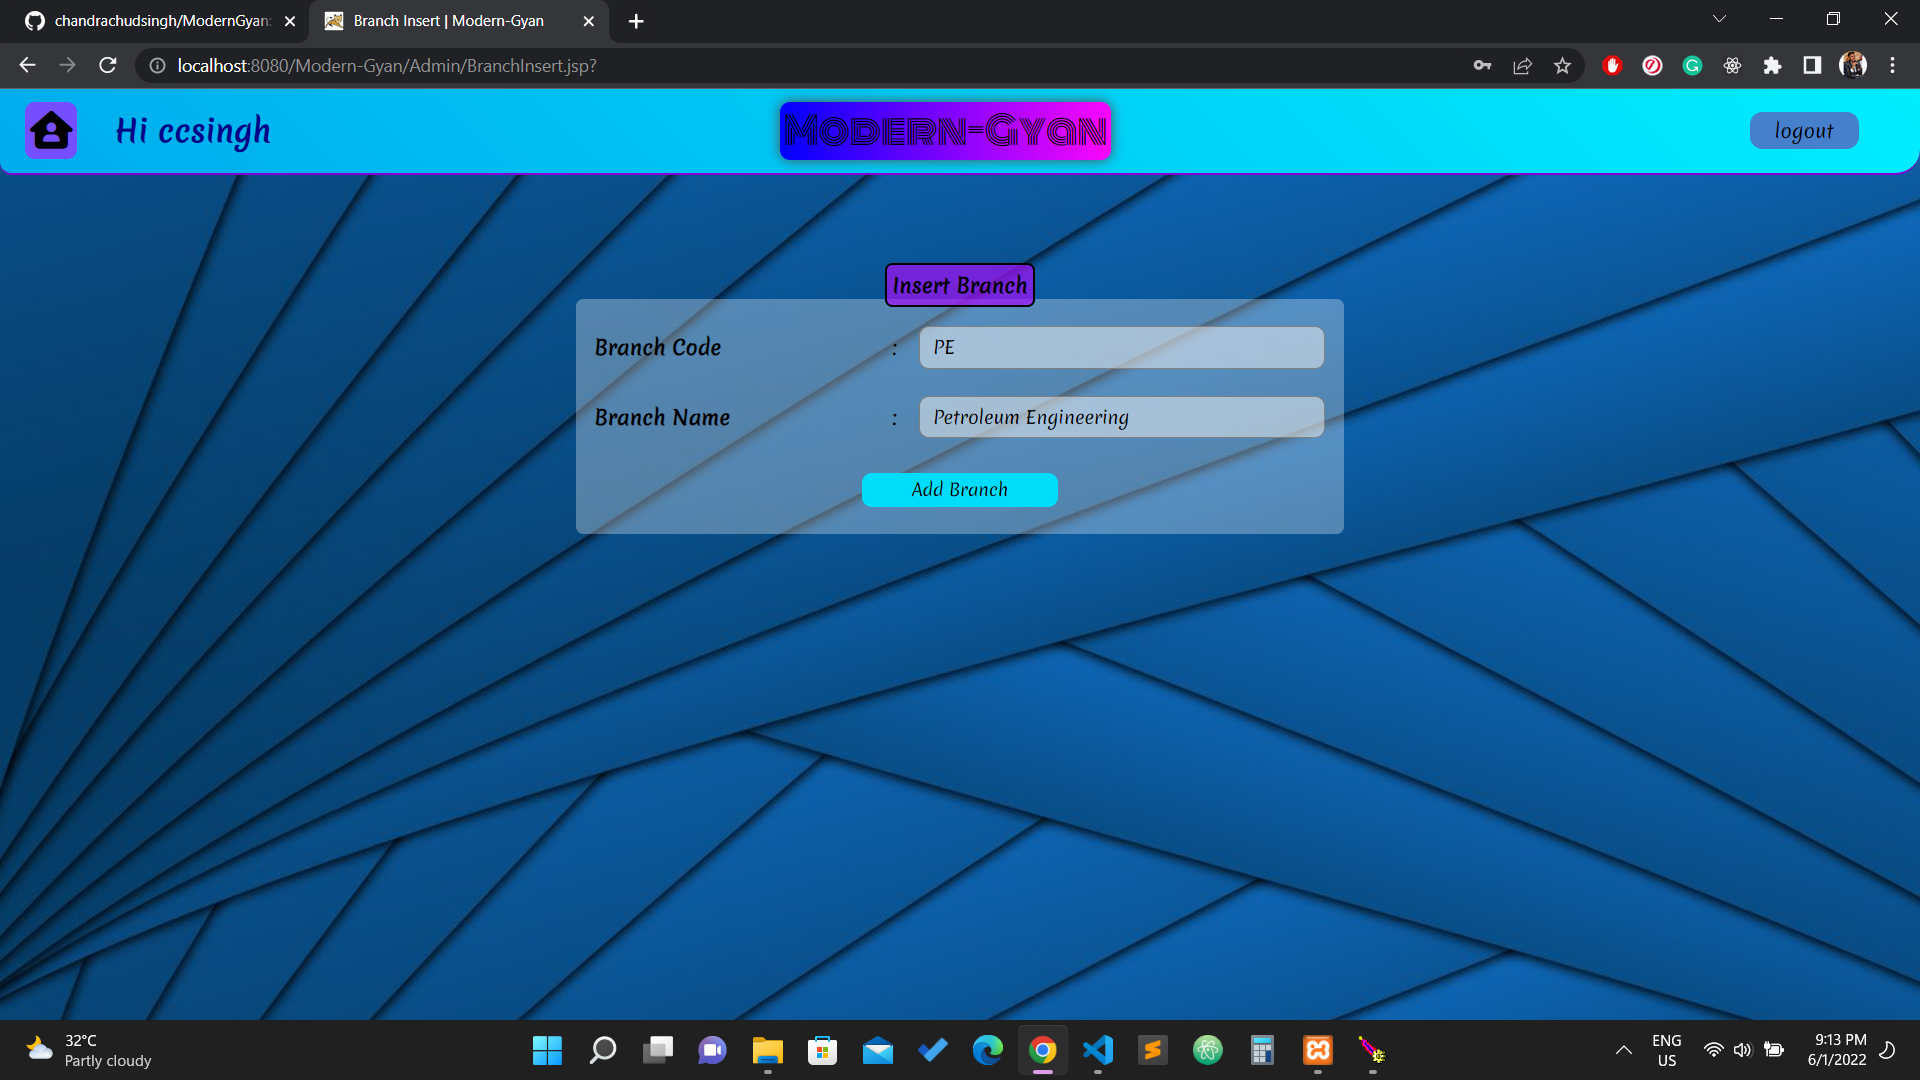 chandrachudsingh/ModernGyan:
Branch Insert | Modern-Gyan
localhost:8080/Modern-Gyan/Admin/BranchInsert.jsp?
Hi ccsingh
Modern-Gyan
logout
Insert Branch
Branch Code : PE
Branch Name : Petroleum Engineering
Add Branch
32°C
Partly cloudy
ENG
US
9:13 PM
6/1/2022